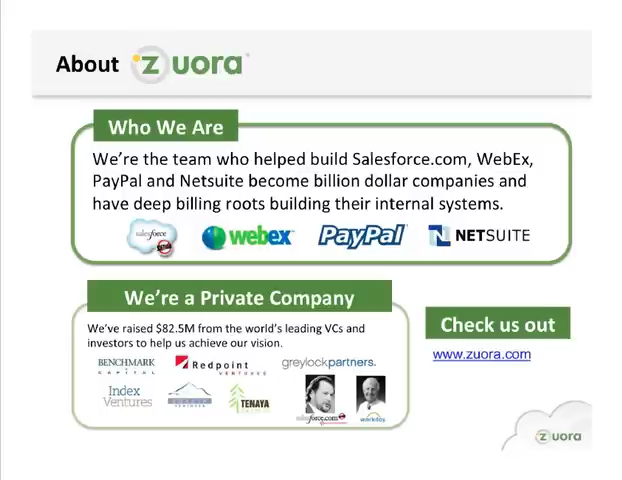 About zuora
Who We Are
We're the team who helped build Salesforce.com, WebEx,
PayPal and Netsuite become billion dollar companies and
have deep billing roots building their internal systems.
salesforce webex PayPal NETSUITE
We're a Private Company
We've raised $82.5M from the world's leading VCs and
investors to help us achieve our vision.
BENCHMARK CAPITAL Redpoint VENTURES greylockpartners.
Index Ventures TENAYA
salesforce.com workday
Check us out
www.zuora.com
zuora